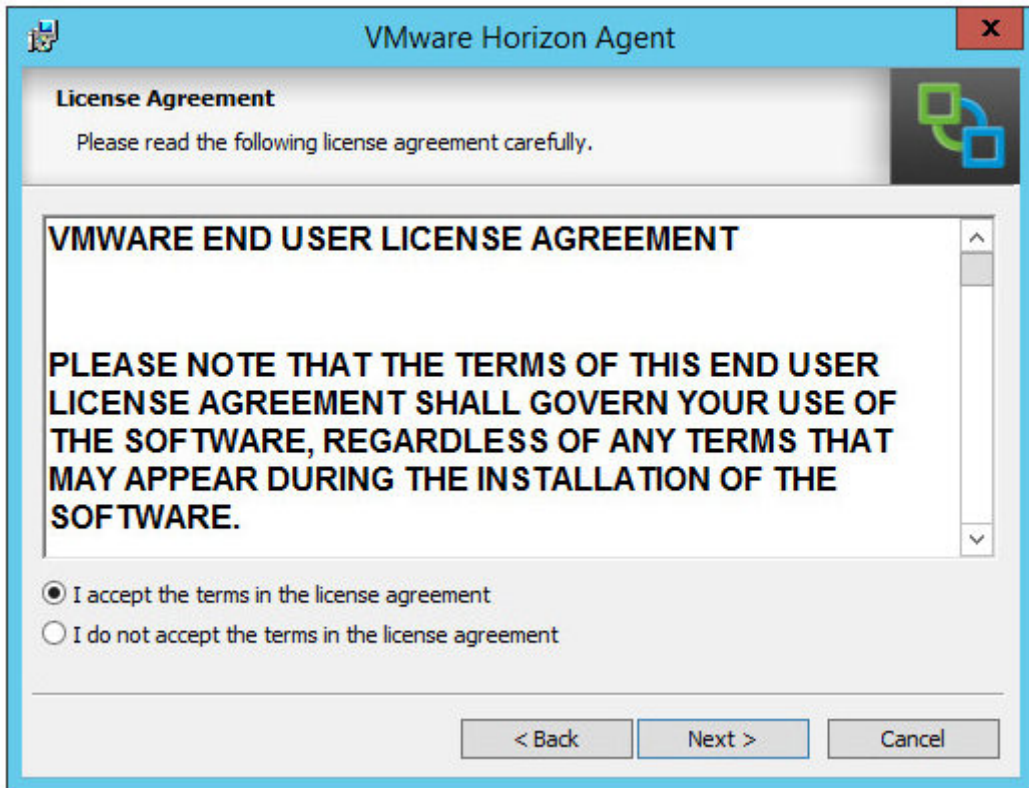 VMware Horizon Agent
x
License Agreement
Please read the following license agreement carefully.
VMWARE END USER LICENSE AGREEMENT
PLEASE NOTE THAT THE TERMS OF THIS END USER
LICENSE AGREEMENT SHALL GOVERN YOUR USE OF
THE SOFTWARE, REGARDLESS OF ANY TERMS THAT
MAY APPEAR DURING THE INSTALLATION OF THE
SOFTWARE.
I accept the terms in the license agreement
I do not accept the terms in the license agreement
< Back Next > Cancel